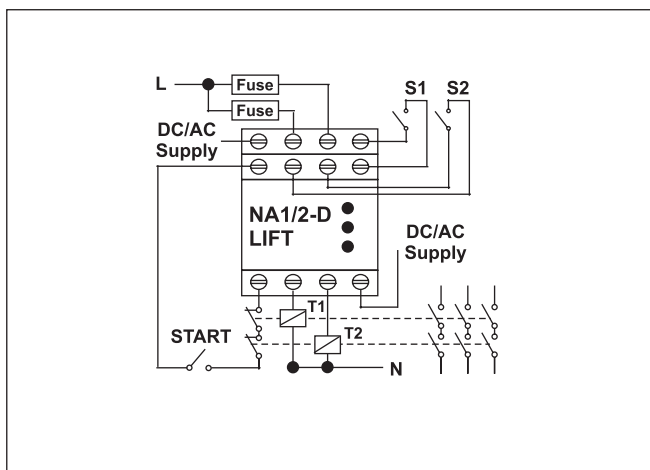 L
Fuse
S1
S2
Fuse
DC/AC
Supply
NA1/2-D
LIFT
DC/AC
Supply
T1
START
T2
N